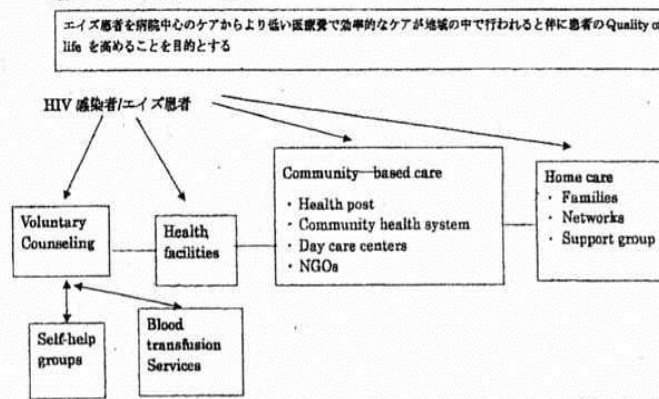 エイズ患者を病院中心のケアからより低い医療費で効率的なケアが地域の中で行われると伴に患者のQuality of
life を高めることを目的とする
HIV 感染者/エイズ患者
Community—based care
・ Health post
・ Community health system
・ Day care centers
・ NGOs
Home care
・ Families
・ Networks
・ Support group
Voluntary
Counseling
Health
facilities
Self-help
groups
Blood
transfusion
Services